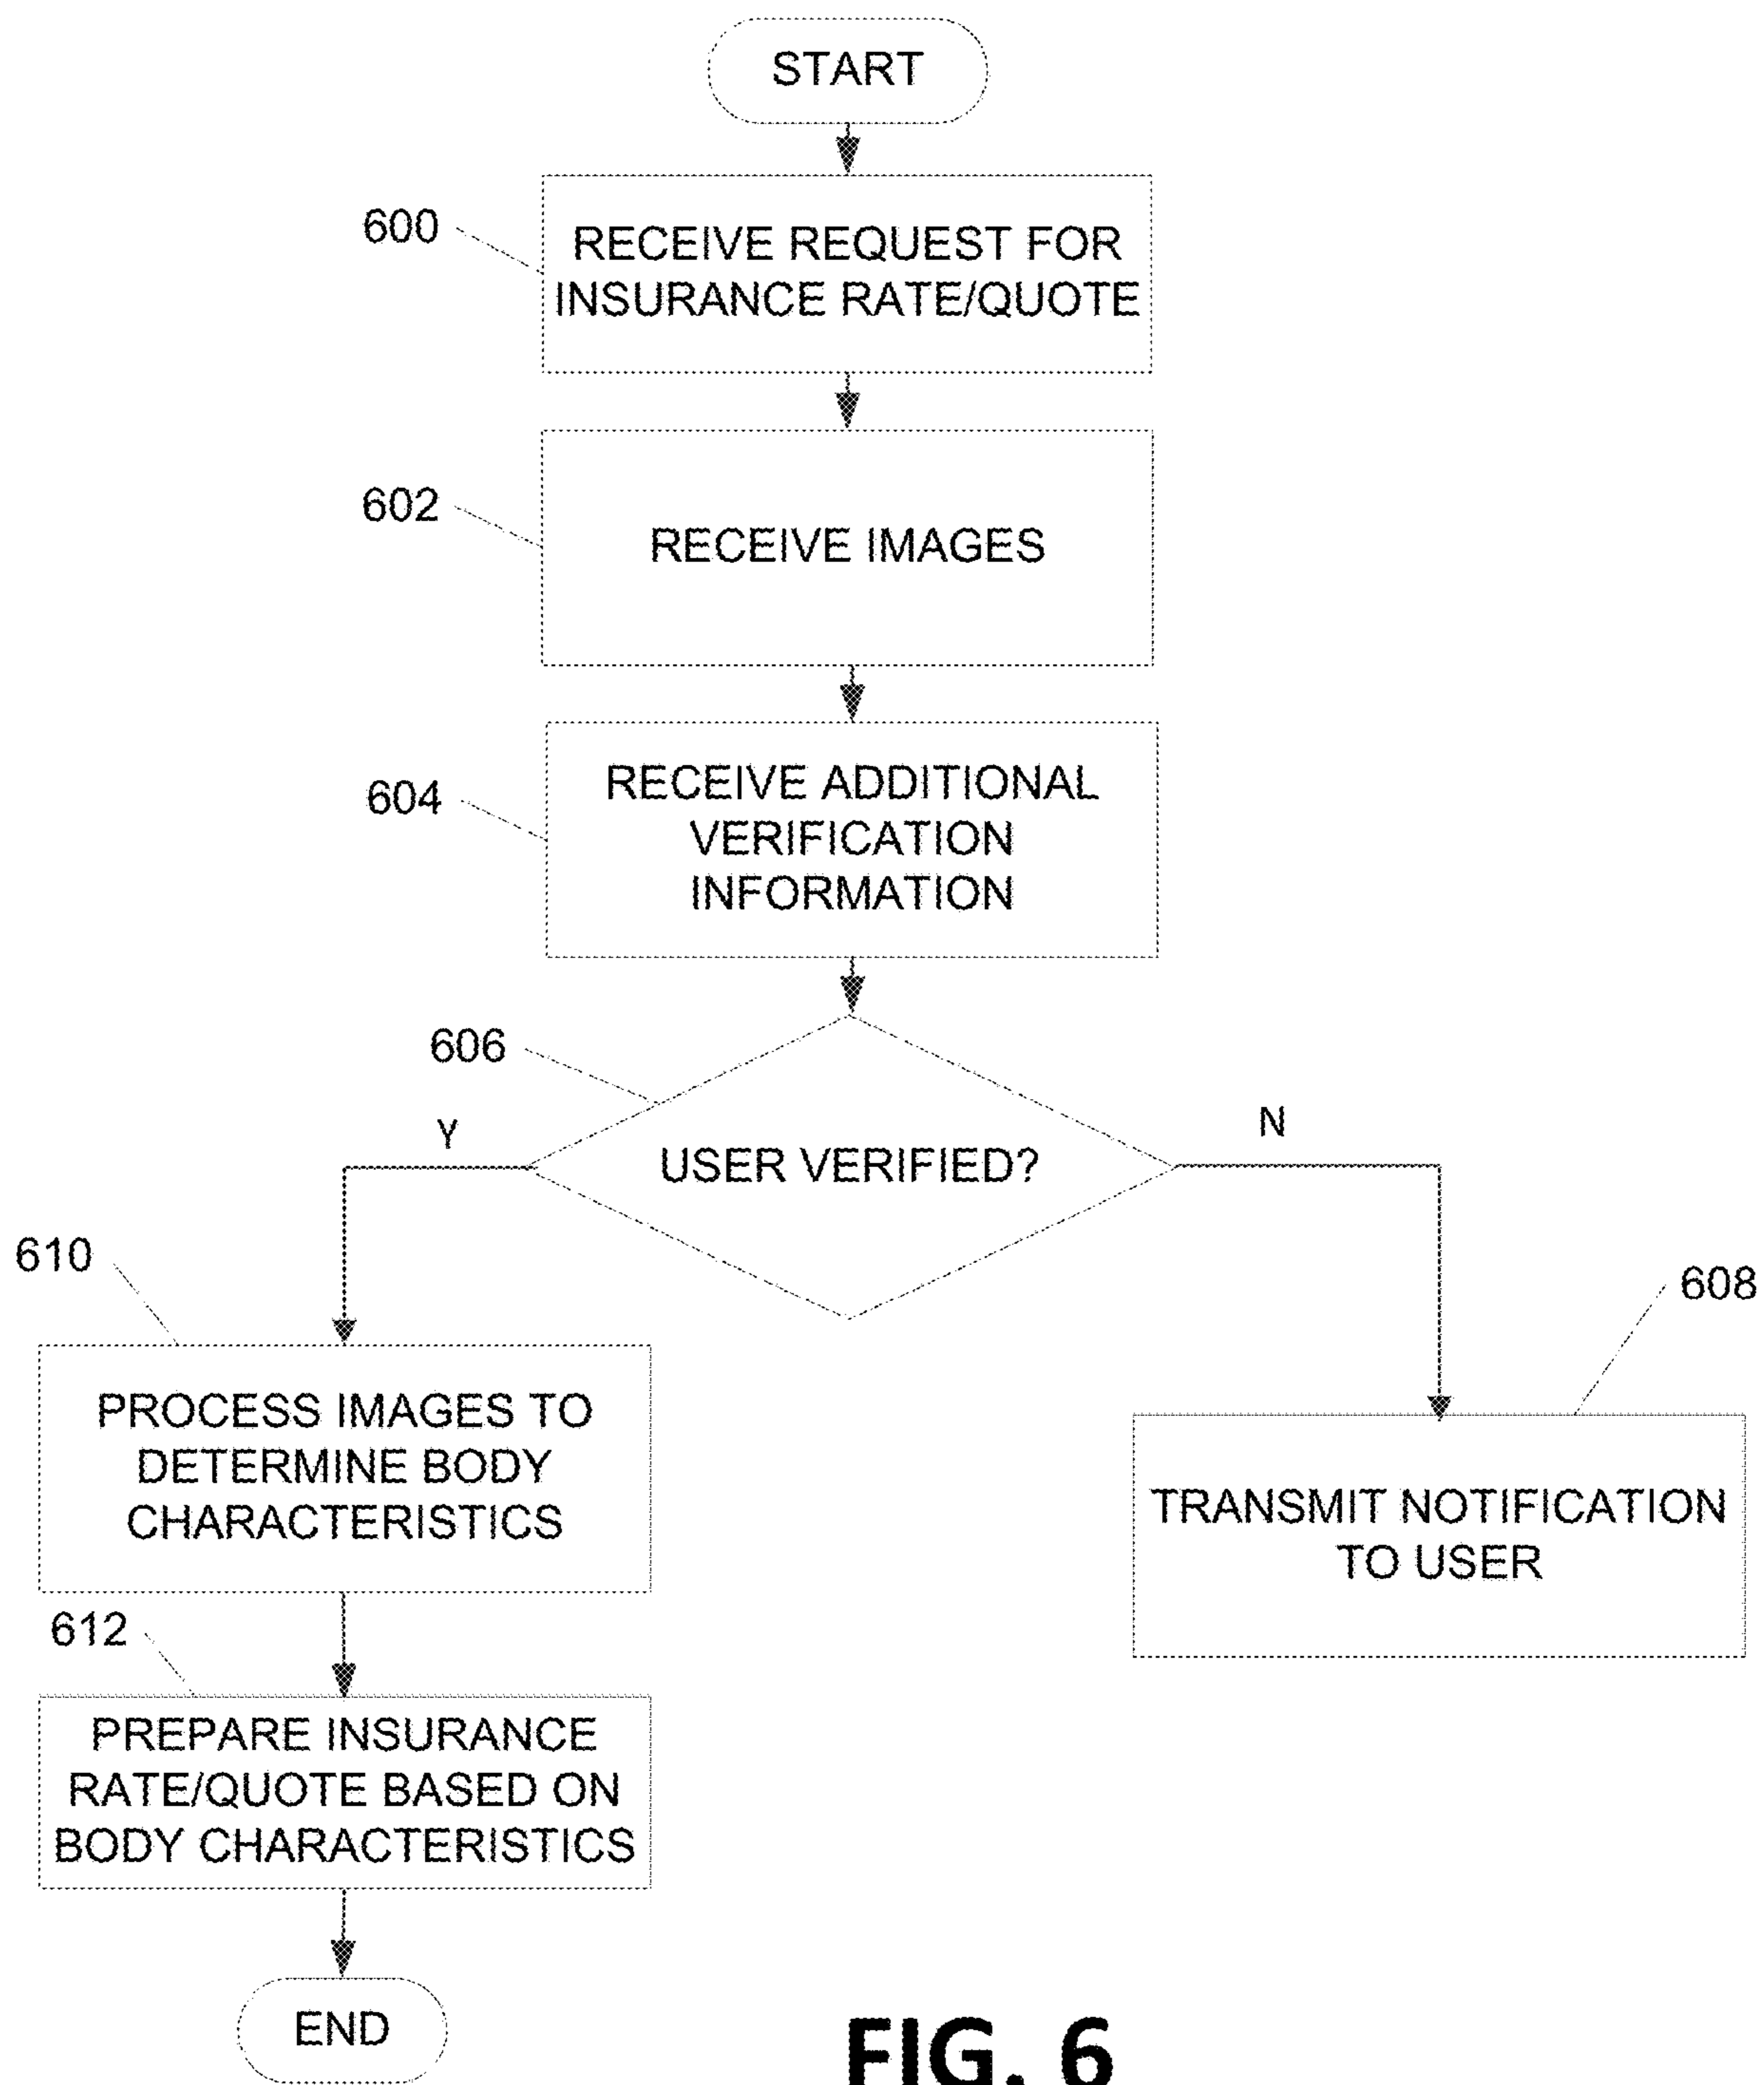 START
600
RECEIVE REQUEST FOR
INSURANCE RATE/QUOTE
602
RECEIVE IMAGES
604
RECEIVE ADDITIONAL
VERIFICATION
INFORMATION
606
Y
N
USER VERIFIED?
610
608
PROCESS IMAGES TO
DETERMINE BODY
CHARACTERISTICS
TRANSMIT NOTIFICATION
TO USER
612
PREPARE INSURANCE
RATE/QUOTE BASED ON
BODY CHARACTERISTICS
END
FIG. 6